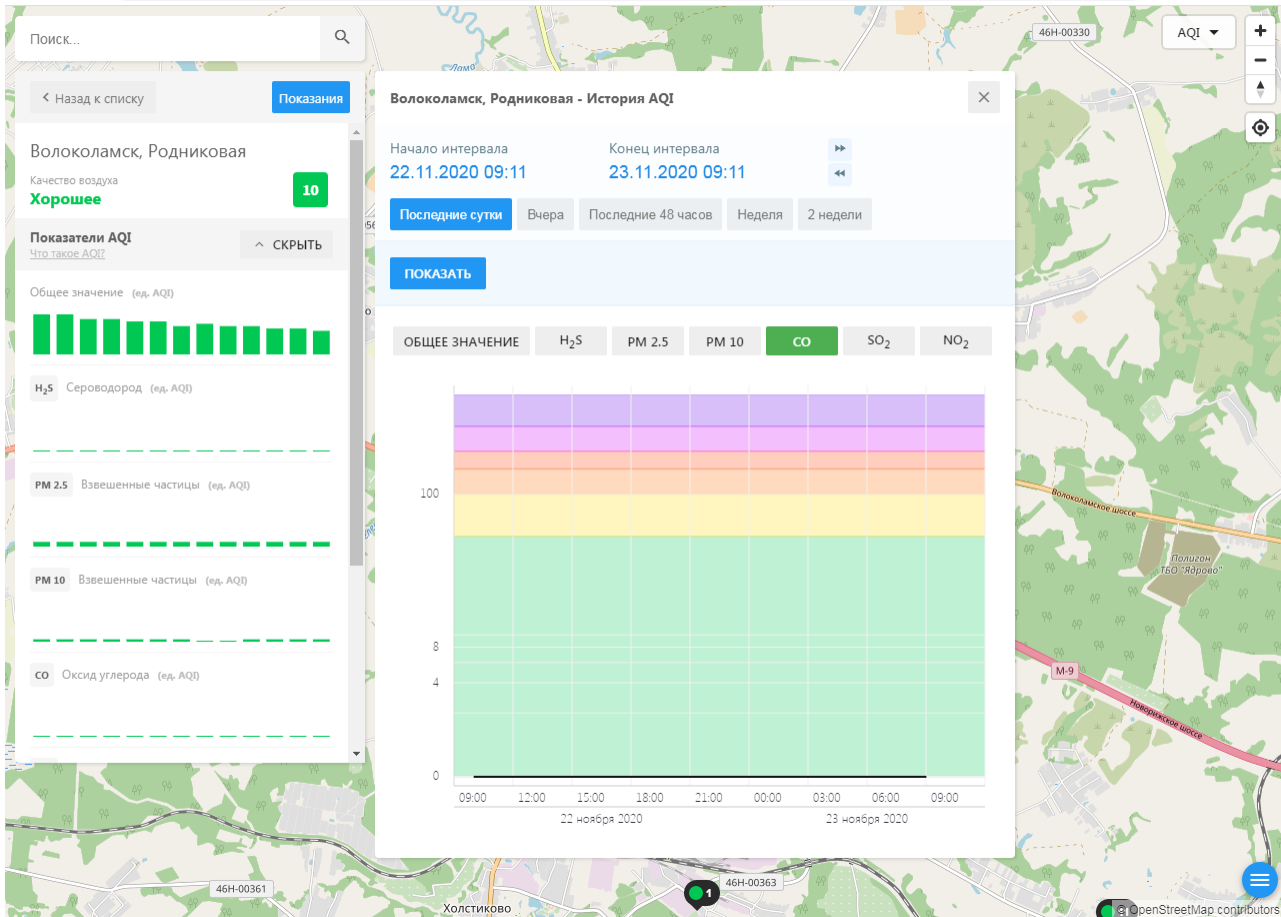 Поиск...
Назад к списку
Показания
Волоколамск, Родниковая
Качество воздуха
Хорошее
10
Показатели AQI
Что такое AQI?
СКРЫТЬ
Общее значение (ед. AQI)
H2S Сероводород (ед. AQI)
PM 2.5 Взвешенные частицы (ед. AQI)
PM 10 Взвешенные частицы (ед. AQI)
CO Оксид углерода (ед. AQI)
Волоколамск, Родниковая - История AQI
Начало интервала
22.11.2020 09:11
Конец интервала
23.11.2020 09:11
Последние сутки Вчера Последние 48 часов Неделя 2 недели
ПОКАЗАТЬ
ОБЩЕЕ ЗНАЧЕНИЕ H2S PM 2.5 PM 10 CO SO2 NO2
100
8
4
0
09:00 12:00 15:00 18:00 21:00 00:00 03:00 06:00 09:00
22 ноября 2020 23 ноября 2020
Лама
46Н-00330
AQI
Волоколамское шоссе
Полигон
ТБО "Ядрово"
М-9
Новорижское шоссе
46Н-00361
Холстиково
1
46Н-00363
© OpenStreetMap contributors